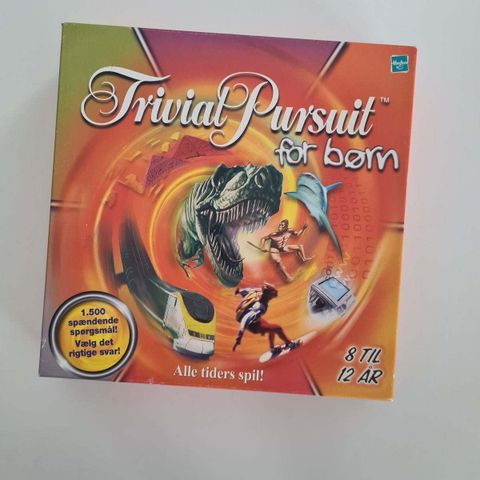 Hasbro
Trivial Pursuit™
for børn
1.500
spændende
spørgsmål!
Vælg det
rigtige svar!
8 TIL
12 ÅR
Alle tiders spil!